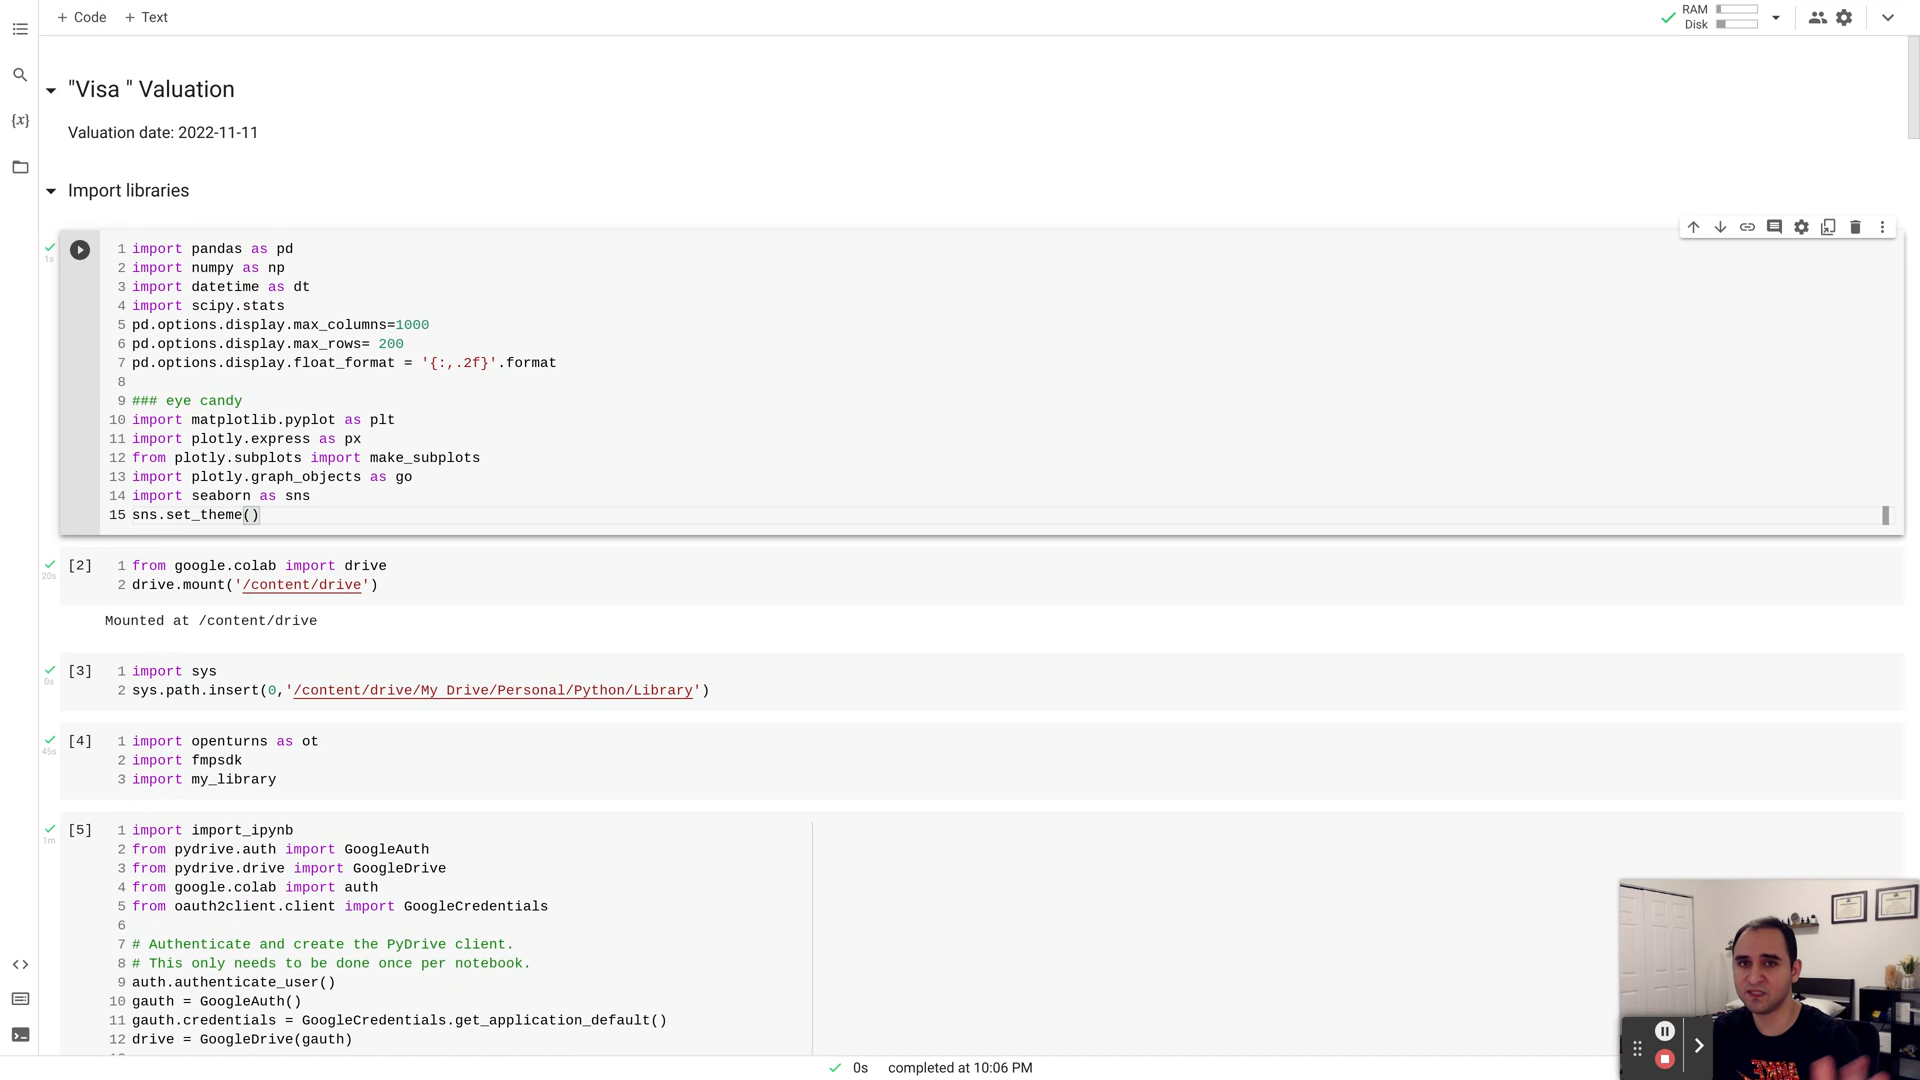 + Code + Text
RAM
Disk
"Visa " Valuation
Valuation date: 2022-11-11
Import libraries
1s
1 import pandas as pd
2 import numpy as np
3 import datetime as dt
4 import scipy.stats
5 pd.options.display.max_columns=1000
6 pd.options.display.max_rows= 200
7 pd.options.display.float_format = '{:,.2f}'.format
8
9 ### eye candy
10 import matplotlib.pyplot as plt
11 import plotly.express as px
12 from plotly.subplots import make_subplots
13 import plotly.graph_objects as go
14 import seaborn as sns
15 sns.set_theme()
20s
[2] 1 from google.colab import drive
2 drive.mount('/content/drive')
Mounted at /content/drive
0s
[3] 1 import sys
2 sys.path.insert(0,'/content/drive/My Drive/Personal/Python/Library')
45s
[4] 1 import openturns as ot
2 import fmpsdk
3 import my_library
1m
[5] 1 import import_ipynb
2 from pydrive.auth import GoogleAuth
3 from pydrive.drive import GoogleDrive
4 from google.colab import auth
5 from oauth2client.client import GoogleCredentials
6
7 # Authenticate and create the PyDrive client.
8 # This only needs to be done once per notebook.
9 auth.authenticate_user()
10 gauth = GoogleAuth()
11 gauth.credentials = GoogleCredentials.get_application_default()
12 drive = GoogleDrive(gauth)
0s completed at 10:06 PM